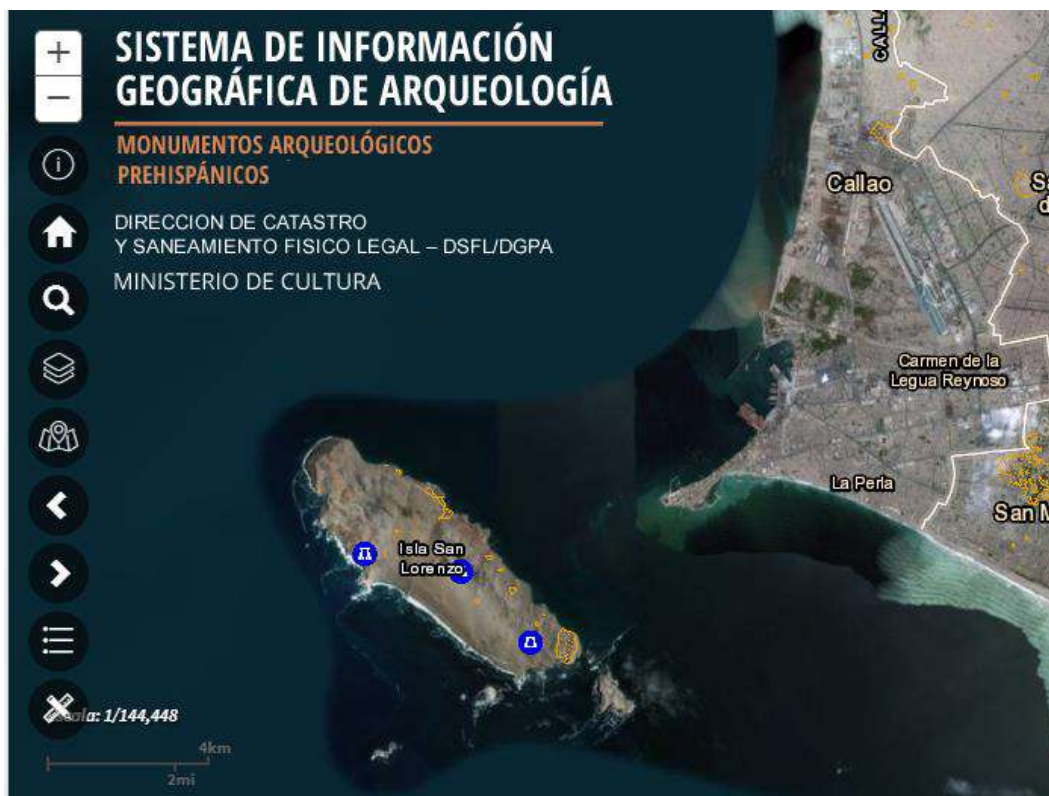 SISTEMA DE INFORMACIÓN
GEOGRÁFICA DE ARQUEOLOGÍA
MONUMENTOS ARQUEOLÓGICOS
PREHISPÁNICOS
DIRECCION DE CATASTRO
Y SANEAMIENTO FISICO LEGAL – DSFL/DGPA
MINISTERIO DE CULTURA
Callao
Carmen de la
Legua Reynoso
La Perla
Isla San
Lorenzo
1/144,448
4km
2mi